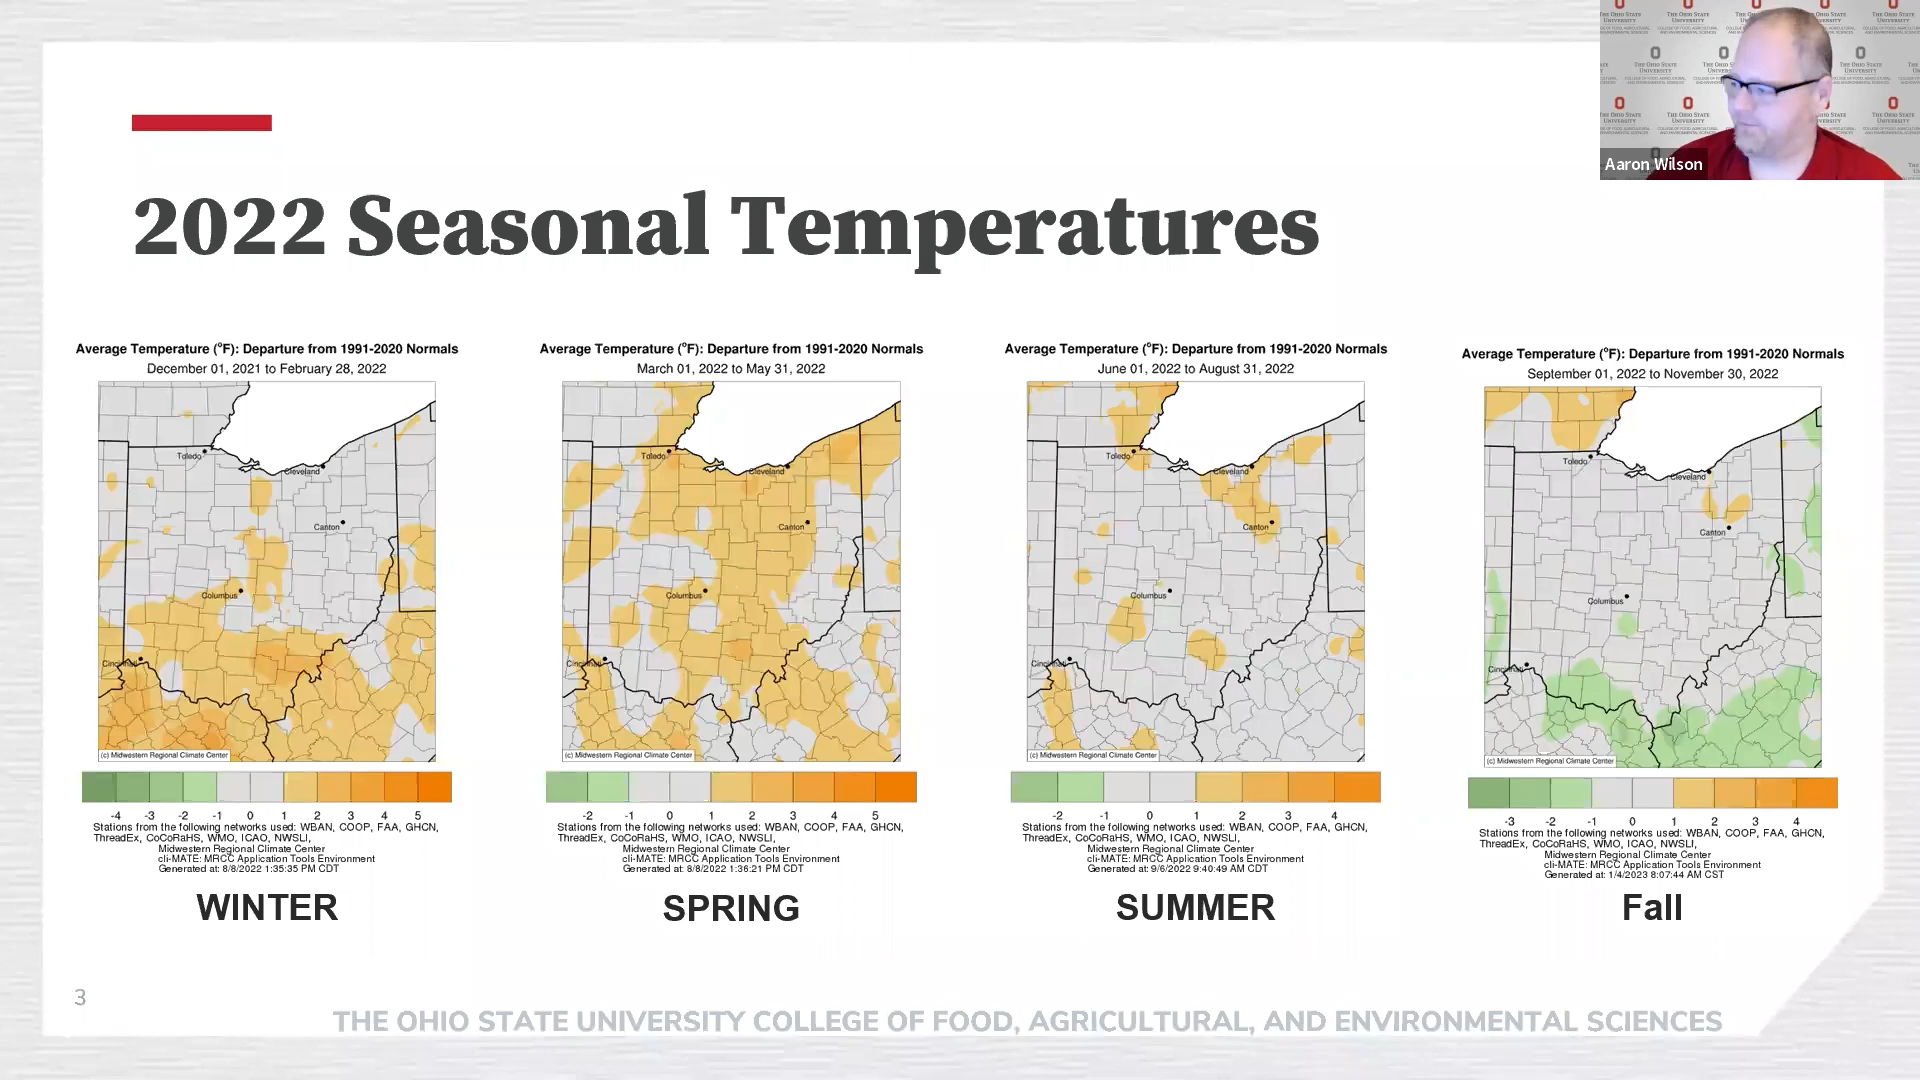 THE OHIO STATE UNIVERSITY
COLLEGE OF FOOD, AGRICULTURAL, AND ENVIRONMENTAL SCIENCES
Aaron Wilson
2022 Seasonal Temperatures
Average Temperature (°F): Departure from 1991-2020 Normals
December 01, 2021 to February 28, 2022
Toledo
Cleveland
Canton
Columbus
Cincinnati
(c) Midwestern Regional Climate Center
-4 -3 -2 -1 0 1 2 3 4 5
Stations from the following networks used: WBAN, COOP, FAA, GHCN,
ThreadEx, CoCoRaHS, WMO, ICAO, NWSLI,
Midwestern Regional Climate Center
cli-MATE: MRCC Application Tools Environment
Generated at: 8/8/2022 1:35:35 PM CDT
WINTER
Average Temperature (°F): Departure from 1991-2020 Normals
March 01, 2022 to May 31, 2022
Toledo
Cleveland
Canton
Columbus
Cincinnati
(c) Midwestern Regional Climate Center
-2 -1 0 1 2 3 4 5
Stations from the following networks used: WBAN, COOP, FAA, GHCN,
ThreadEx, CoCoRaHS, WMO, ICAO, NWSLI,
Midwestern Regional Climate Center
cli-MATE: MRCC Application Tools Environment
Generated at: 8/8/2022 1:36:21 PM CDT
SPRING
Average Temperature (°F): Departure from 1991-2020 Normals
June 01, 2022 to August 31, 2022
Toledo
Cleveland
Canton
Columbus
Cincinnati
(c) Midwestern Regional Climate Center
-2 -1 0 1 2 3 4
Stations from the following networks used: WBAN, COOP, FAA, GHCN,
ThreadEx, CoCoRaHS, WMO, ICAO, NWSLI,
Midwestern Regional Climate Center
cli-MATE: MRCC Application Tools Environment
Generated at: 9/6/2022 9:40:49 AM CDT
SUMMER
Average Temperature (°F): Departure from 1991-2020 Normals
September 01, 2022 to November 30, 2022
Toledo
Cleveland
Canton
Columbus
Cincinnati
(c) Midwestern Regional Climate Center
-3 -2 -1 0 1 2 3 4
Stations from the following networks used: WBAN, COOP, FAA, GHCN,
ThreadEx, CoCoRaHS, WMO, ICAO, NWSLI,
Midwestern Regional Climate Center
cli-MATE: MRCC Application Tools Environment
Generated at: 1/4/2023 8:07:44 AM CST
Fall
3
THE OHIO STATE UNIVERSITY COLLEGE OF FOOD, AGRICULTURAL, AND ENVIRONMENTAL SCIENCES